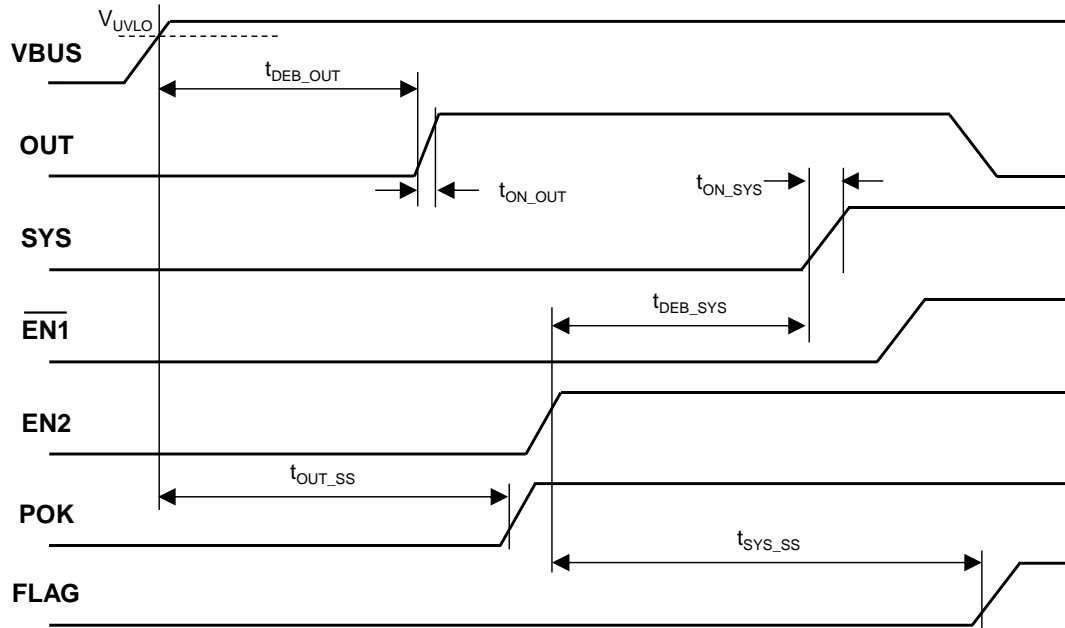 VUVLO
VBUS
tDEB_OUT
OUT
tON_OUT
tON_SYS
SYS
tDEB_SYS
EN1
EN2
tOUT_SS
POK
tSYS_SS
FLAG